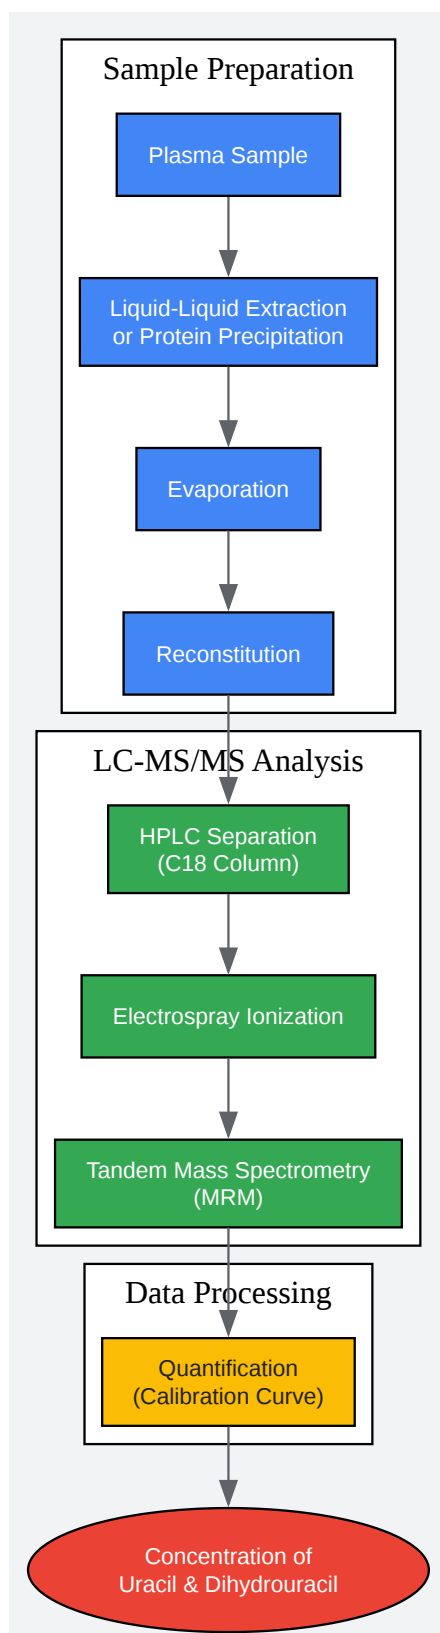 Sample Preparation
Plasma Sample
Liquid-Liquid Extraction
or Protein Precipitation
Evaporation
Reconstitution
LC-MS/MS Analysis
HPLC Separation
(C18 Column)
Electrospray Ionization
Tandem Mass Spectrometry
(MRM)
Data Processing
Quantification
(Calibration Curve)
Concentration of
Uracil & Dihydrouracil